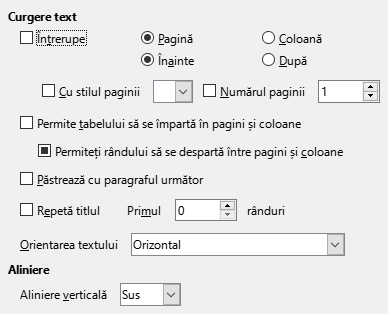 Curgere text
Întrerupe Pagină Coloană
Înainte După
Cu stilul paginii Numărul paginii 1
Permite tabelului să se împartă în pagini și coloane
Permiteți rândului să se despartă între pagini și coloane
Păstrează cu paragraful următor
Repetă titlul Primul 0 rânduri
Orientarea textului Orizontal
Aliniere
Aliniere verticală Sus